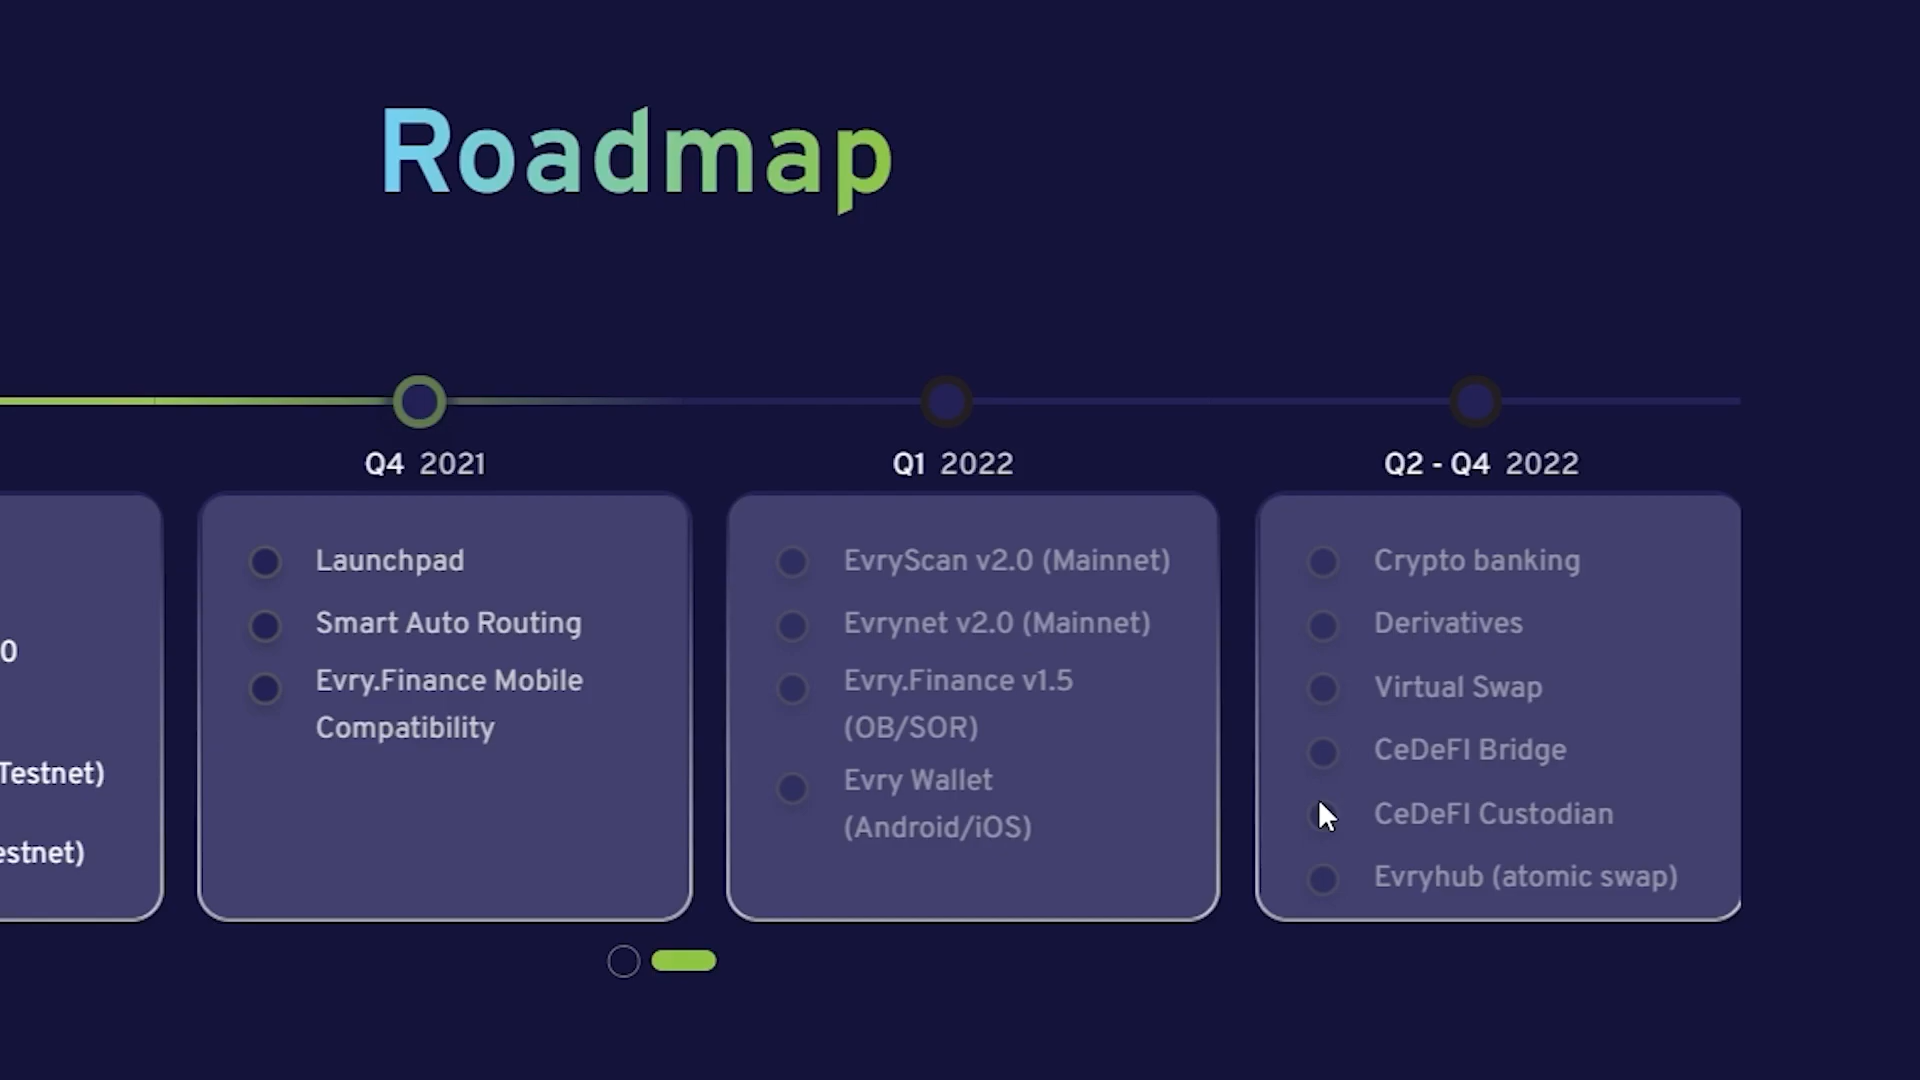 Roadmap
Q4 2021
Q1 2022
Q2 - Q4 2022
0
Testnet)
estnet)
Launchpad
Smart Auto Routing
Evry.Finance Mobile
Compatibility
EvryScan v2.0 (Mainnet)
Evrynet v2.0 (Mainnet)
Evry.Finance v1.5
(OB/SOR)
Evry Wallet
(Android/iOS)
Crypto banking
Derivatives
Virtual Swap
CeDeFI Bridge
CeDeFI Custodian
Evryhub (atomic swap)